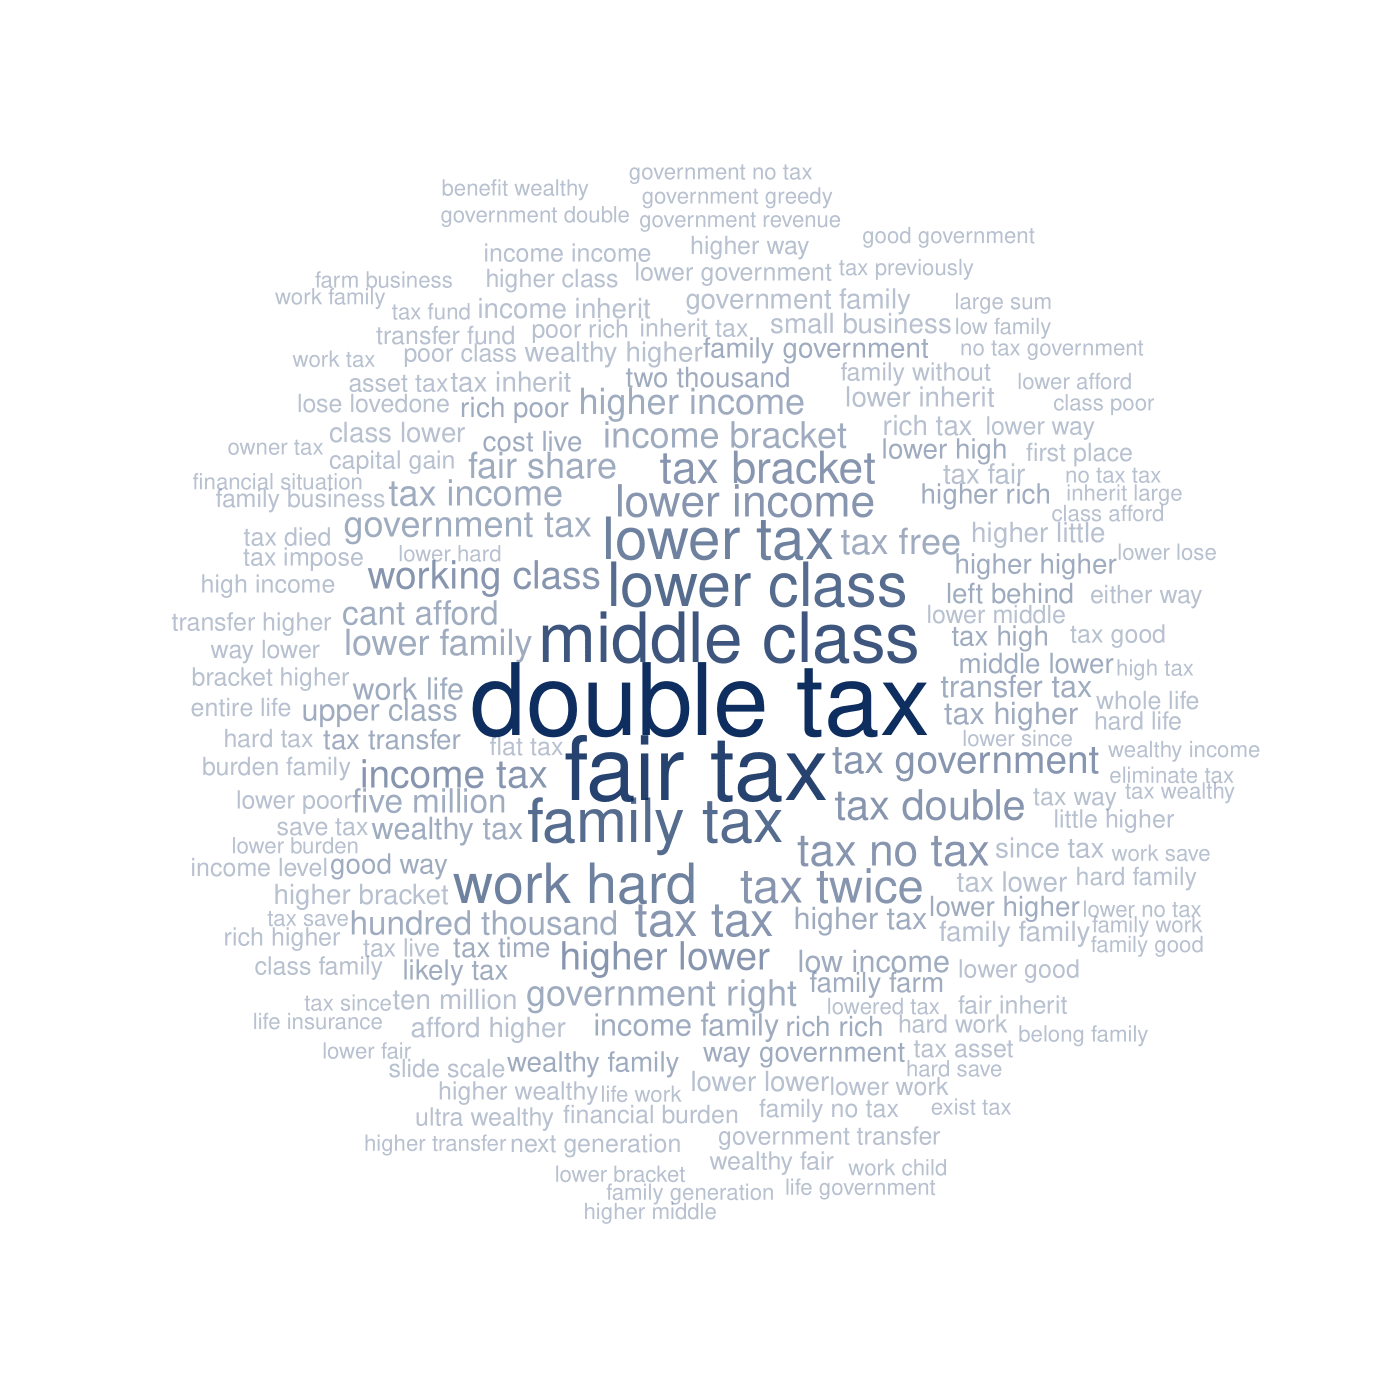 government no tax
benefit wealthy
government greedy
government double
government revenue
good government
income income
higher way
farm business
higher class
lower government
tax previously
work family
tax fund
income inherit
government family
large sum
transfer fund
poor rich
inherit tax
small business
low family
work tax
poor class
wealthy higher
family government
no tax government
asset tax
tax inherit
two thousand
family without
lower afford
lose lovedone
rich poor
higher income
lower inherit
class poor
class lower
cost live
income bracket
rich tax
lower way
owner tax
capital gain
fair share
tax bracket
lower high
first place
financial situation
tax fair
no tax tax
family business
tax income
lower income
higher rich
inherit large
class afford
tax died
government tax
lower tax
tax free
higher little
tax impose
lower hard
higher higher
lower lose
high income
working class
lower class
left behind
either way
transfer higher
cant afford
lower middle
way lower
lower family
middle class
tax high
tax good
bracket higher
middle lower
high tax
work life
double tax
transfer tax
whole life
entire life
upper class
tax higher
hard life
hard tax
tax transfer
flat tax
lower since
wealthy income
burden family
income tax
fair tax
tax government
eliminate tax
lower poor
five million
tax double
tax way
tax wealthy
save tax
wealthy tax
family tax
little higher
lower burden
income level
good way
tax no tax
since tax
work save
higher bracket
work hard
tax twice
tax lower
hard family
tax save
hundred thousand
tax tax
higher tax
lower higher
lower no tax
rich higher
family family
family work
tax live
tax time
family good
class family
likely tax
higher lower
low income
lower good
family farm
tax since
ten million
government right
lowered tax
fair inherit
life insurance
afford higher
income family
rich rich
hard work
belong family
lower fair
slide scale
wealthy family
way government
tax asset
hard save
higher wealthy
life work
lower lower
lower work
ultra wealthy
financial burden
family no tax
exist tax
higher transfer
next generation
government transfer
wealthy fair
work child
lower bracket
family generation
life government
higher middle